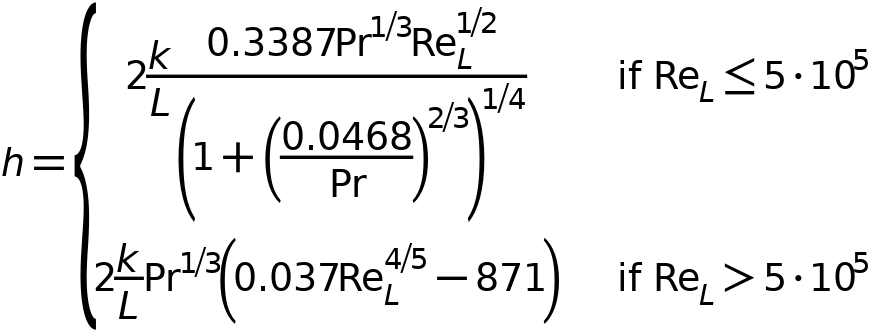 h = { 2 k/L 0.3387Pr^{1/3}Re_L^{1/2} / (1 + (0.0468/Pr)^{2/3})^{1/4} if Re_L ≤ 5·10^5
2 k/L Pr^{1/3}(0.037Re_L^{4/5} − 871) if Re_L > 5·10^5